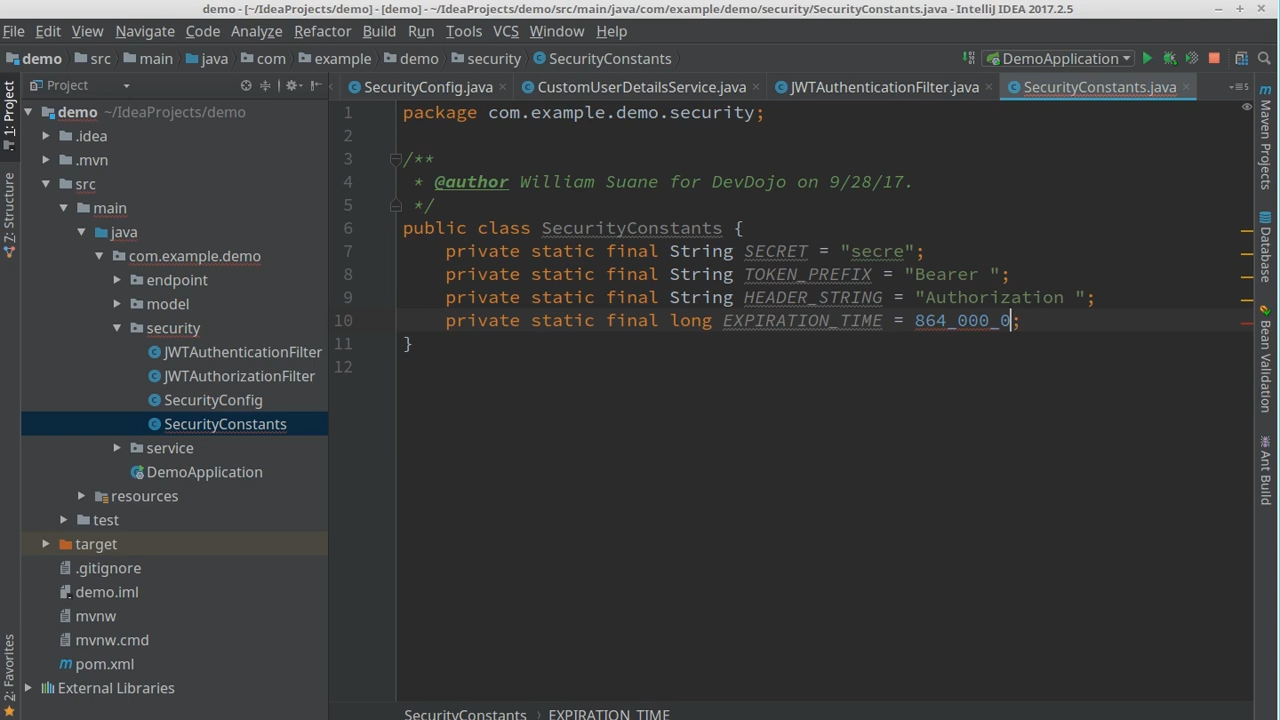 demo - [~/IdeaProjects/demo] - [demo] - ~/IdeaProjects/demo/src/main/java/com/example/demo/security/SecurityConstants.java - IntelliJ IDEA 2017.2.5
File Edit View Navigate Code Analyze Refactor Build Run Tools VCS Window Help
demo src main java com example demo security SecurityConstants DemoApplication
Project
SecurityConfig.java CustomUserDetailsService.java JWTAuthenticationFilter.java SecurityConstants.java
1: Project
Z: Structure
2: Favorites
demo ~/IdeaProjects/demo
.idea
.mvn
src
main
java
com.example.demo
endpoint
model
security
JWTAuthenticationFilter
JWTAuthorizationFilter
SecurityConfig
SecurityConstants
service
DemoApplication
resources
test
target
.gitignore
demo.iml
mvnw
mvnw.cmd
pom.xml
External Libraries
1 package com.example.demo.security;
2
3 /**
4 * @author William Suane for DevDojo on 9/28/17.
5 */
6 public class SecurityConstants {
7 private static final String SECRET = "secre";
8 private static final String TOKEN_PREFIX = "Bearer ";
9 private static final String HEADER_STRING = "Authorization ";
10 private static final long EXPIRATION_TIME = 864_000_0;
11 }
12
SecurityConstants › EXPIRATION_TIME
Maven Projects
Database
Bean Validation
Ant Build